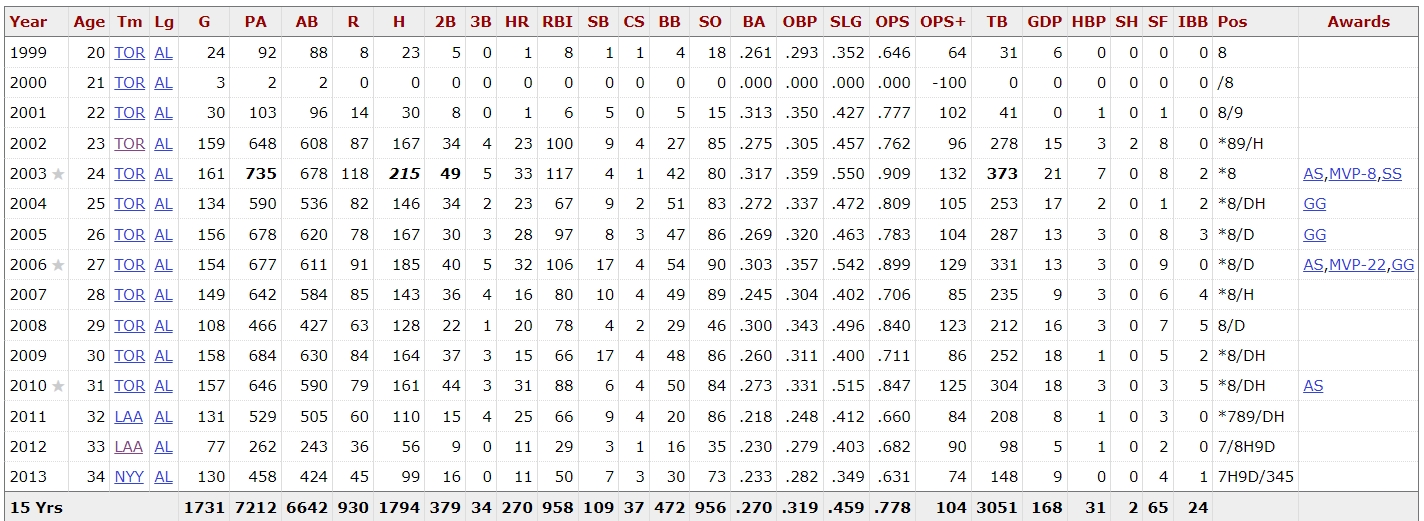 Year Age Tm Lg G PA AB R H 2B 3B HR RBI SB CS BB SO BA OBP SLG OPS OPS+ TB GDP HBP SH SF IBB Pos Awards
1999 20 TOR AL 24 92 88 8 23 5 0 1 8 1 1 4 18 .261 .293 .352 .646 64 31 6 0 0 0 0 8
2000 21 TOR AL 3 2 2 0 0 0 0 0 0 0 0 0 0 .000 .000 .000 .000 -100 0 0 0 0 0 0 /8
2001 22 TOR AL 30 103 96 14 30 8 0 1 6 5 0 5 15 .313 .350 .427 .777 102 41 0 1 0 1 0 8/9
2002 23 TOR AL 159 648 608 87 167 34 4 23 100 9 4 27 85 .275 .305 .457 .762 96 278 15 3 2 8 0 *89/H
2003 ★ 24 TOR AL 161 735 678 118 215 49 5 33 117 4 1 42 80 .317 .359 .550 .909 132 373 21 7 0 8 2 *8 AS,MVP-8,SS
2004 25 TOR AL 134 590 536 82 146 34 2 23 67 9 2 51 83 .272 .337 .472 .809 105 253 17 2 0 1 2 *8/DH GG
2005 26 TOR AL 156 678 620 78 167 30 3 28 97 8 3 47 86 .269 .320 .463 .783 104 287 13 3 0 8 3 *8/D GG
2006 ★ 27 TOR AL 154 677 611 91 185 40 5 32 106 17 4 54 90 .303 .357 .542 .899 129 331 13 3 0 9 0 *8/D AS,MVP-22,GG
2007 28 TOR AL 149 642 584 85 143 36 4 16 80 10 4 49 89 .245 .304 .402 .706 85 235 9 3 0 6 4 *8/H
2008 29 TOR AL 108 466 427 63 128 22 1 20 78 4 2 29 46 .300 .343 .496 .840 123 212 16 3 0 7 5 8/D
2009 30 TOR AL 158 684 630 84 164 37 3 15 66 17 4 48 86 .260 .311 .400 .711 86 252 18 1 0 5 2 *8/DH
2010 ★ 31 TOR AL 157 646 590 79 161 44 3 31 88 6 4 50 84 .273 .331 .515 .847 125 304 18 3 0 3 5 *8/DH AS
2011 32 LAA AL 131 529 505 60 110 15 4 25 66 9 4 20 86 .218 .248 .412 .660 84 208 8 1 0 3 0 *789/DH
2012 33 LAA AL 77 262 243 36 56 9 0 11 29 3 1 16 35 .230 .279 .403 .682 90 98 5 1 0 2 0 7/8H9D
2013 34 NYY AL 130 458 424 45 99 16 0 11 50 7 3 30 73 .233 .282 .349 .631 74 148 9 0 0 4 1 7H9D/345
15 Yrs 1731 7212 6642 930 1794 379 34 270 958 109 37 472 956 .270 .319 .459 .778 104 3051 168 31 2 65 24